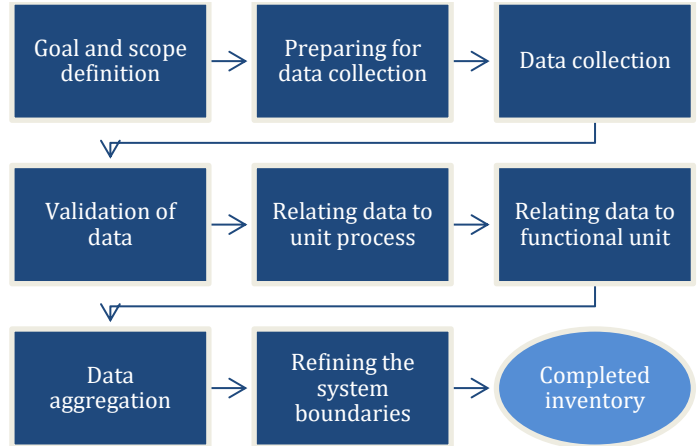 Goal and scope
definition
Preparing for
data collection
Data collection
Validation of
data
Relating data to
unit process
Relating data to
functional unit
Data
aggregation
Refining the
system
boundaries
Completed
inventory